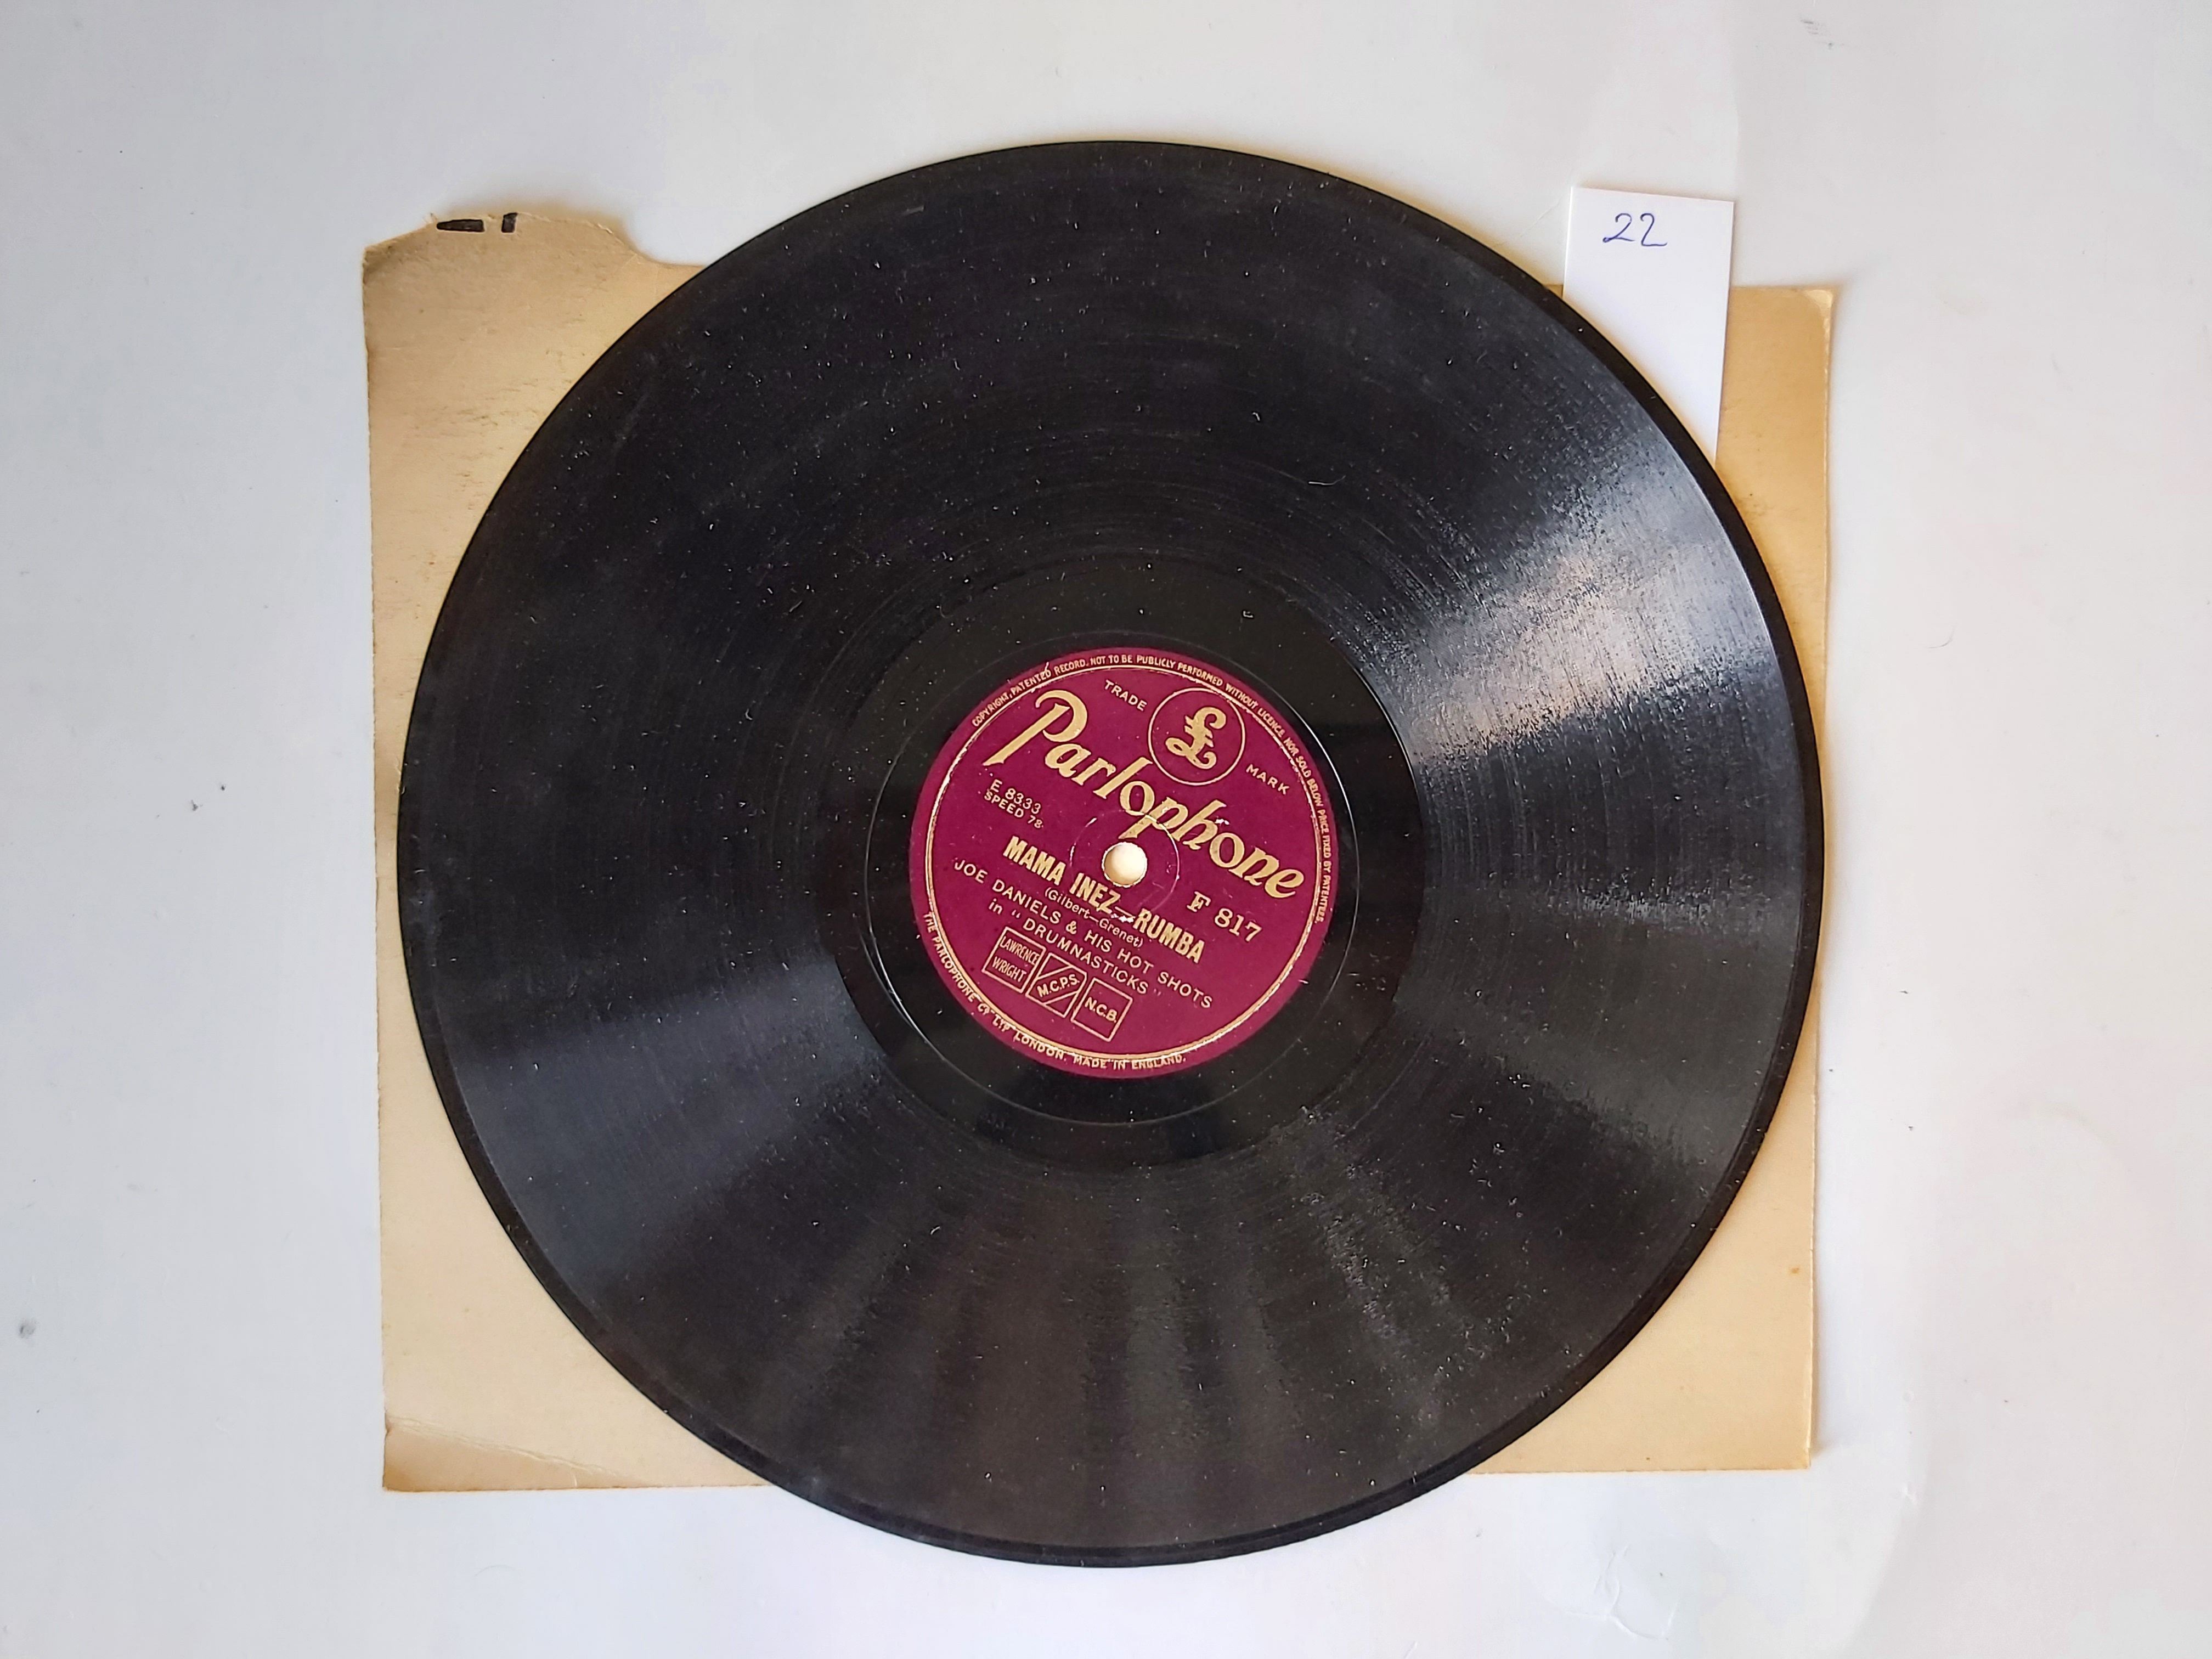 22
COPYRIGHT, PATENTED RECORD. NOT TO BE PUBLICLY PERFORMED WITHOUT LICENCE NOR SOLD BELOW PRICE FIXED BY PATENTEES.
TRADE MARK
£
Parlophone
E 8333
SPEED 78
F 817
MAMA INEZ—RUMBA
(Gilbert—Grenet)
JOE DANIELS & HIS HOT SHOTS
in "DRUMNASTICKS"
LAWRENCE
WRIGHT
M.C.P.S.
N.C.B.
THE PARLOPHONE CO LTD LONDON. MADE IN ENGLAND.